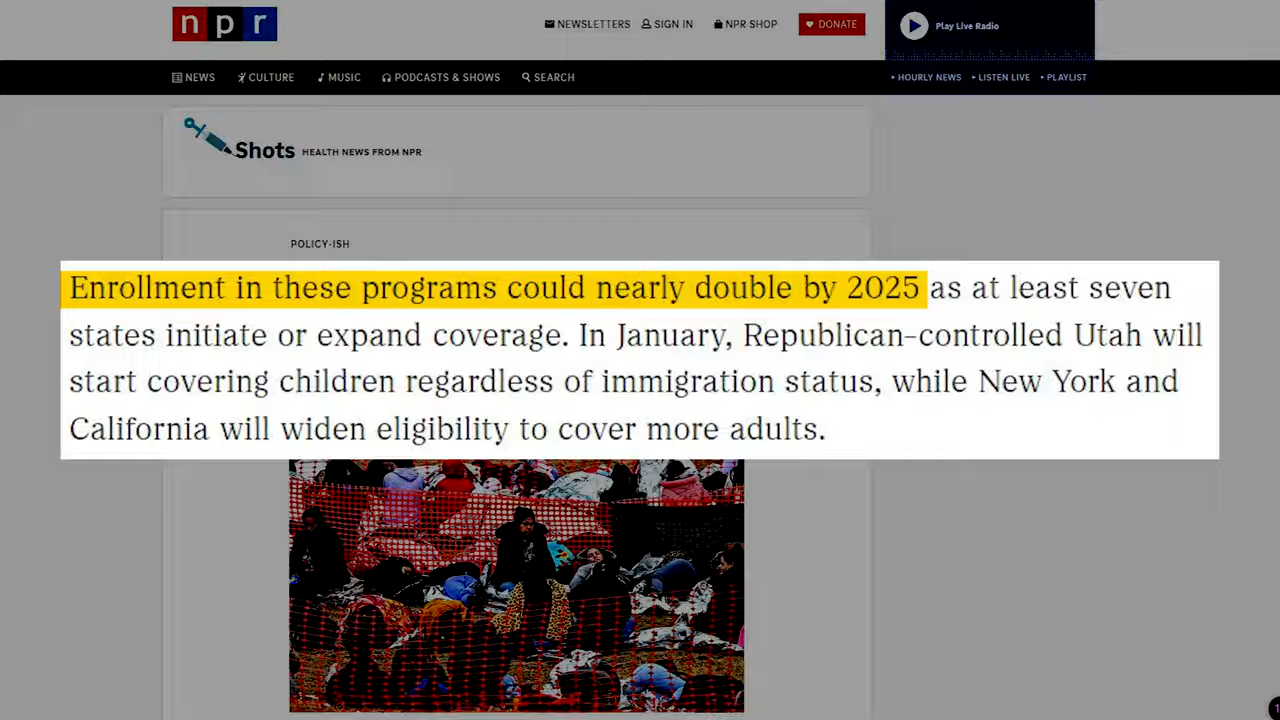 npr
NEWSLETTERS SIGN IN NPR SHOP DONATE
Play Live Radio
NEWS CULTURE MUSIC PODCASTS & SHOWS SEARCH
HOURLY NEWS LISTEN LIVE PLAYLIST
Shots HEALTH NEWS FROM NPR
POLICY-ISH
Enrollment in these programs could nearly double by 2025 as at least seven
states initiate or expand coverage. In January, Republican-controlled Utah will
start covering children regardless of immigration status, while New York and
California will widen eligibility to cover more adults.